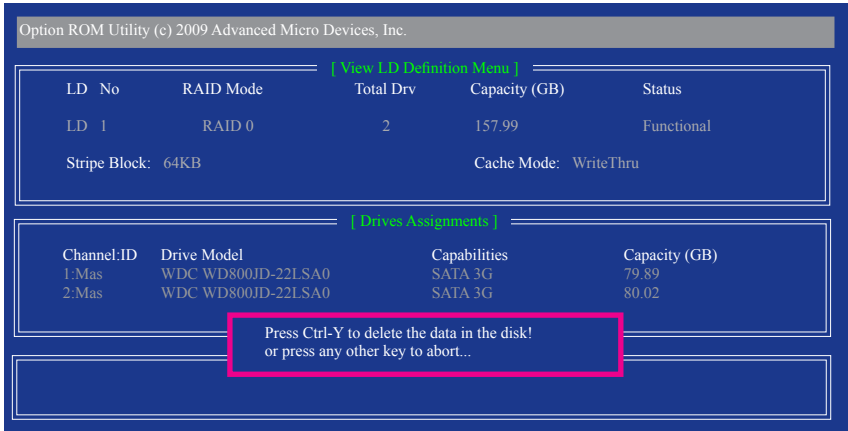 Option ROM Utility (c) 2009 Advanced Micro Devices, Inc.
[ View LD Definition Menu ]
LD No RAID Mode Total Drv Capacity (GB) Status
LD 1 RAID 0 2 157.99 Functional
Stripe Block: 64KB Cache Mode: WriteThru
[ Drives Assignments ]
Channel:ID Drive Model Capabilities Capacity (GB)
1:Mas WDC WD800JD-22LSA0 SATA 3G 79.89
2:Mas WDC WD800JD-22LSA0 SATA 3G 80.02
Press Ctrl-Y to delete the data in the disk!
or press any other key to abort...